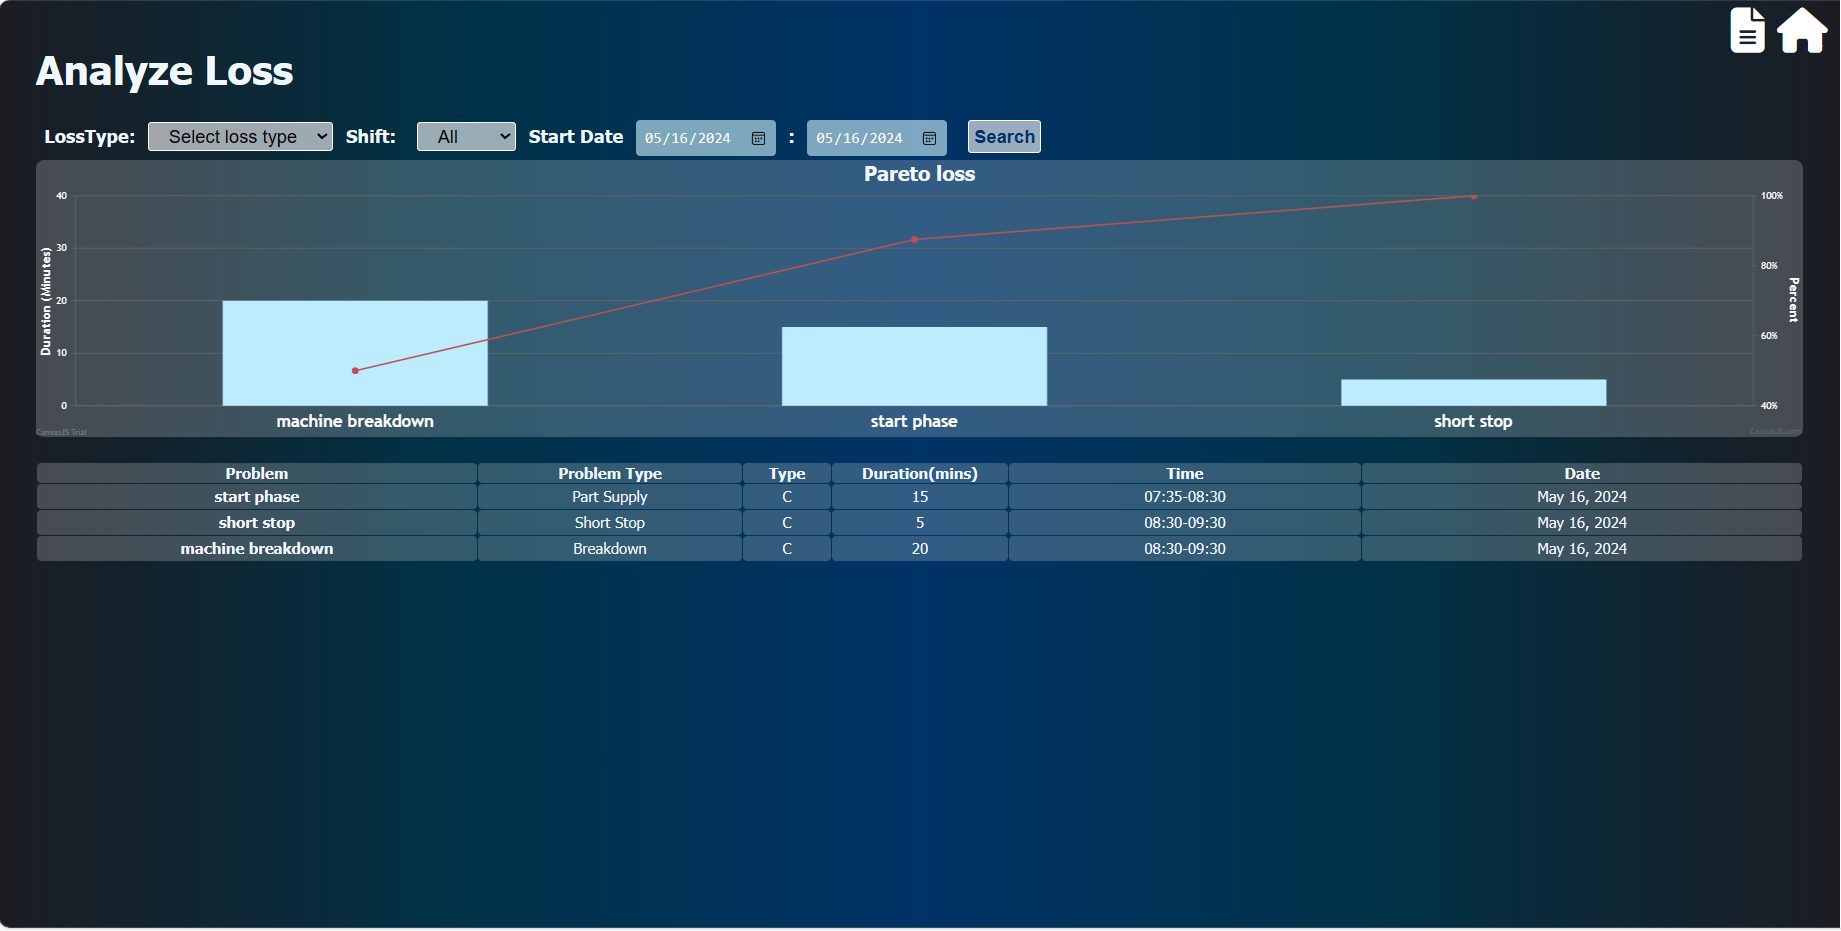 Analyze Loss
LossType: Select loss type Shift: All Start Date 05/16/2024 : 05/16/2024 Search
Pareto loss
40 100%
30 80%
20 60%
10 40%
0
Duration (Minutes)
Percent
machine breakdown start phase short stop
CanvasJS Trial CanvasJS.com
Problem Problem Type Type Duration(mins) Time Date
start phase Part Supply C 15 07:35-08:30 May 16, 2024
short stop Short Stop C 5 08:30-09:30 May 16, 2024
machine breakdown Breakdown C 20 08:30-09:30 May 16, 2024